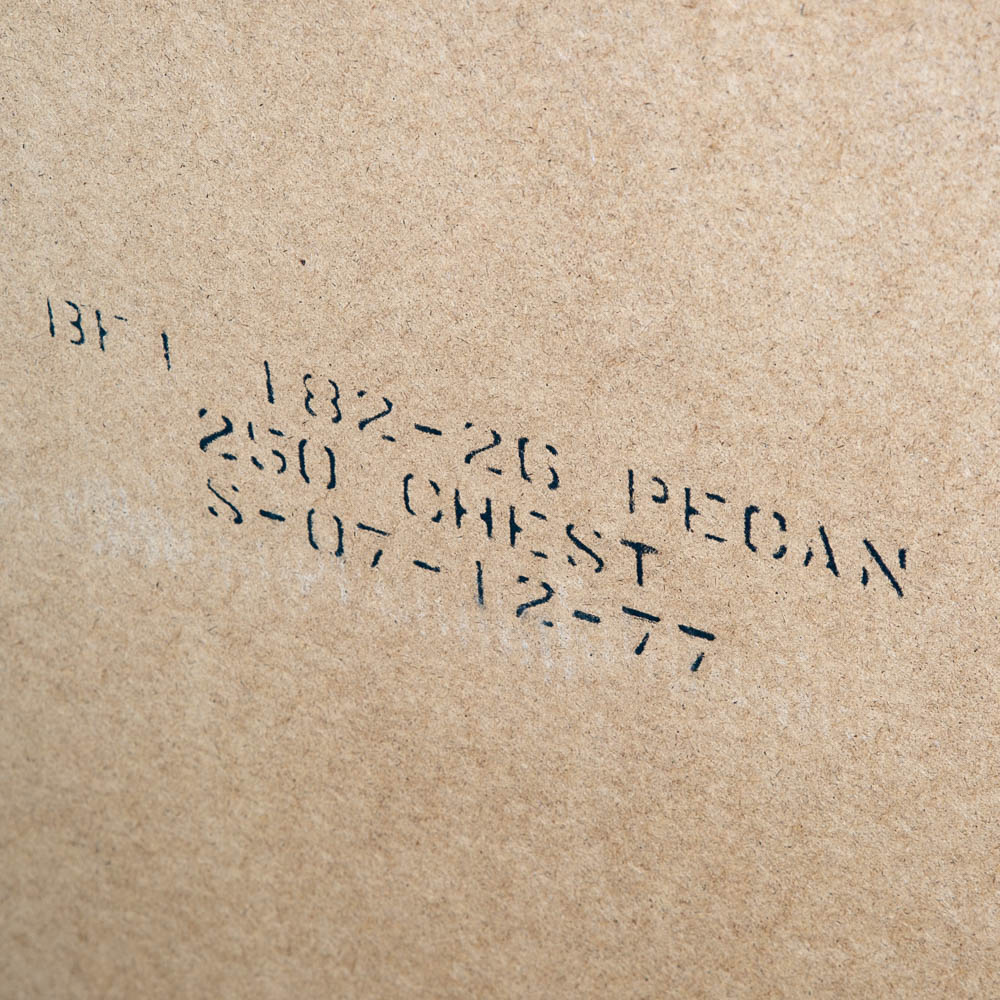 BF 1 182-26 PECAN
250 CHEST
S-07-12-77